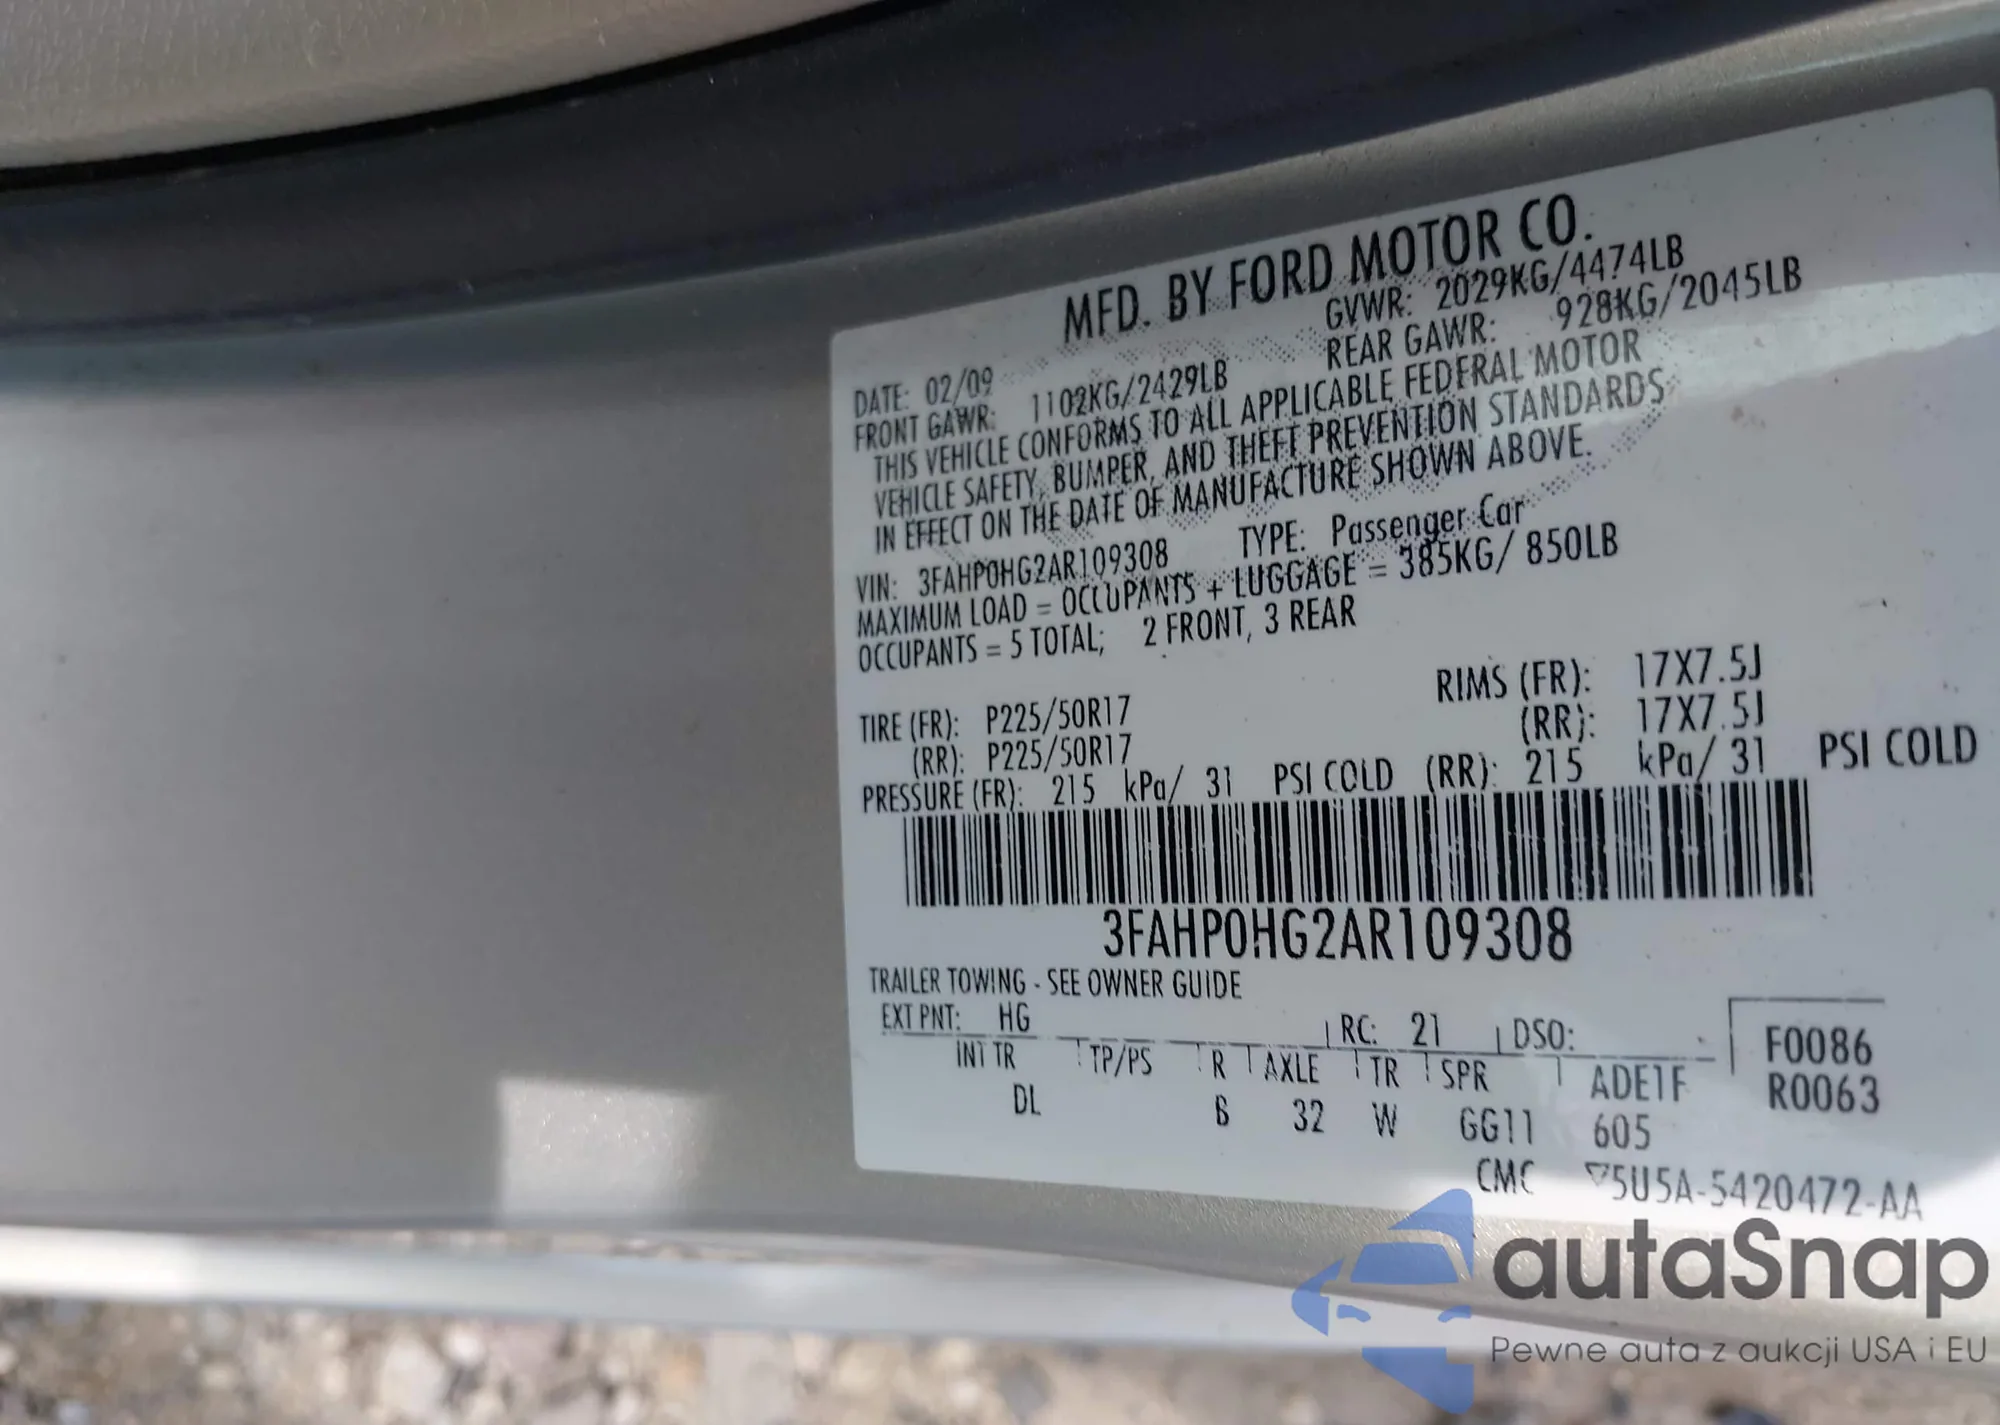 MFD. BY FORD MOTOR CO.
DATE: 02/09 GVWR: 2029KG/4474LB
FRONT GAWR: 1102KG/2429LB REAR GAWR: 928KG/2045LB
THIS VEHICLE CONFORMS TO ALL APPLICABLE FEDERAL MOTOR
VEHICLE SAFETY, BUMPER, AND THEFT PREVENTION STANDARDS
IN EFFECT ON THE DATE OF MANUFACTURE SHOWN ABOVE.
VIN: 3FAHP0HG2AR109308 TYPE: Passenger Car
MAXIMUM LOAD = OCCUPANTS + LUGGAGE = 385KG/ 850LB
OCCUPANTS = 5 TOTAL; 2 FRONT, 3 REAR
TIRE (FR): P225/50R17 RIMS (FR): 17X7.5J
(RR): P225/50R17 (RR): 17X7.5J
PRESSURE (FR): 215 kPa/ 31 PSI COLD (RR): 215 kPa/ 31 PSI COLD
3FAHP0HG2AR109308
TRAILER TOWING - SEE OWNER GUIDE
EXT PNT: HG RC: 21 DSO: F0086
INT TR TP/PS R AXLE TR SPR ADE1F R0063
DL 6 32 W GG11 605
CMC 5U5A-5420472-AA
autaSnap
Pewne auta z aukcji USA i EU